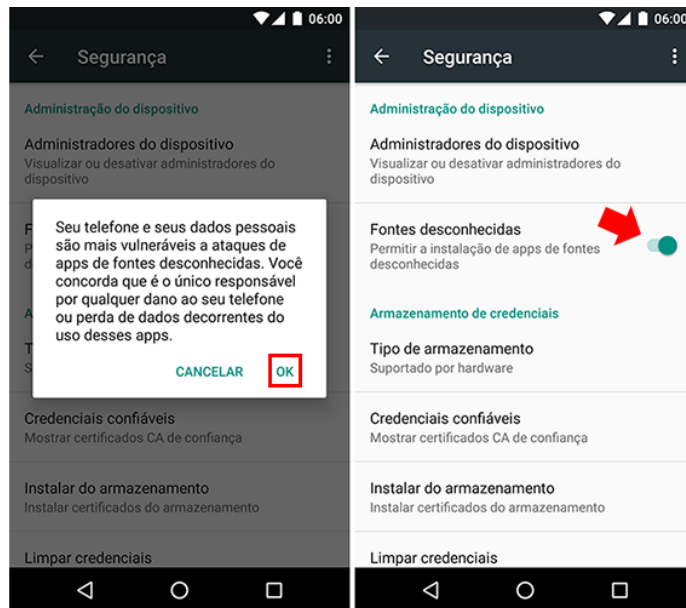 06:00
Segurança
Administração do dispositivo
Administradores do dispositivo
Visualizar ou desativar administradores do
dispositivo
F
P
d
Seu telefone e seus dados pessoais
são mais vulneráveis a ataques de
apps de fontes desconhecidas. Você
concorda que é o único responsável
por qualquer dano ao seu telefone
ou perda de dados decorrentes do
uso desses apps.
CANCELAR OK
A
T
S
Credenciais confiáveis
Mostrar certificados CA de confiança
Instalar do armazenamento
Instalar certificados do armazenamento
Limpar credenciais
06:00
Segurança
Administração do dispositivo
Administradores do dispositivo
Visualizar ou desativar administradores do
dispositivo
Fontes desconhecidas
Permitir a instalação de apps de fontes
desconhecidas
Armazenamento de credenciais
Tipo de armazenamento
Suportado por hardware
Credenciais confiáveis
Mostrar certificados CA de confiança
Instalar do armazenamento
Instalar certificados do armazenamento
Limpar credenciais